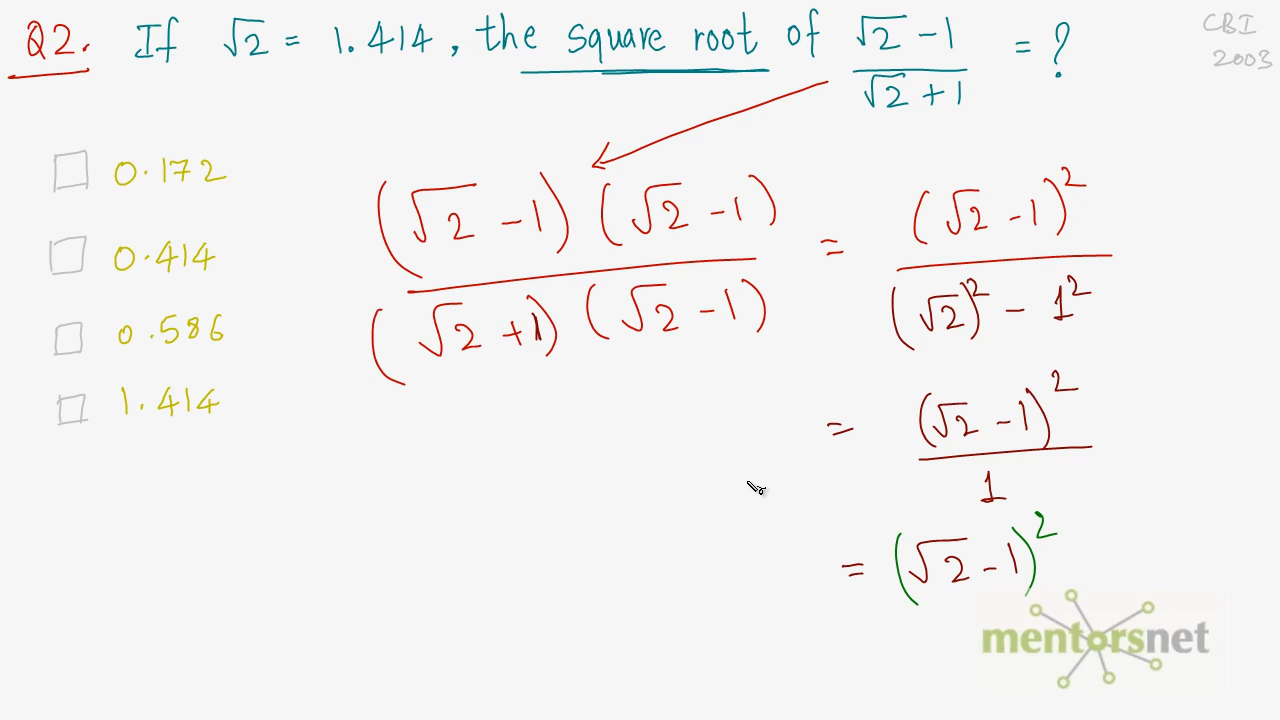 Q2. If √2 = 1.414, the square root of (√2 - 1)/(√2 + 1) = ?
CBI
2003
0.172
0.414
0.586
1.414
(√2 - 1) (√2 - 1)
(√2 + 1) (√2 - 1)
= (√2 - 1)²
(√2)² - 1²
= (√2 - 1)²
1
= (√2 - 1)²
mentorsnet